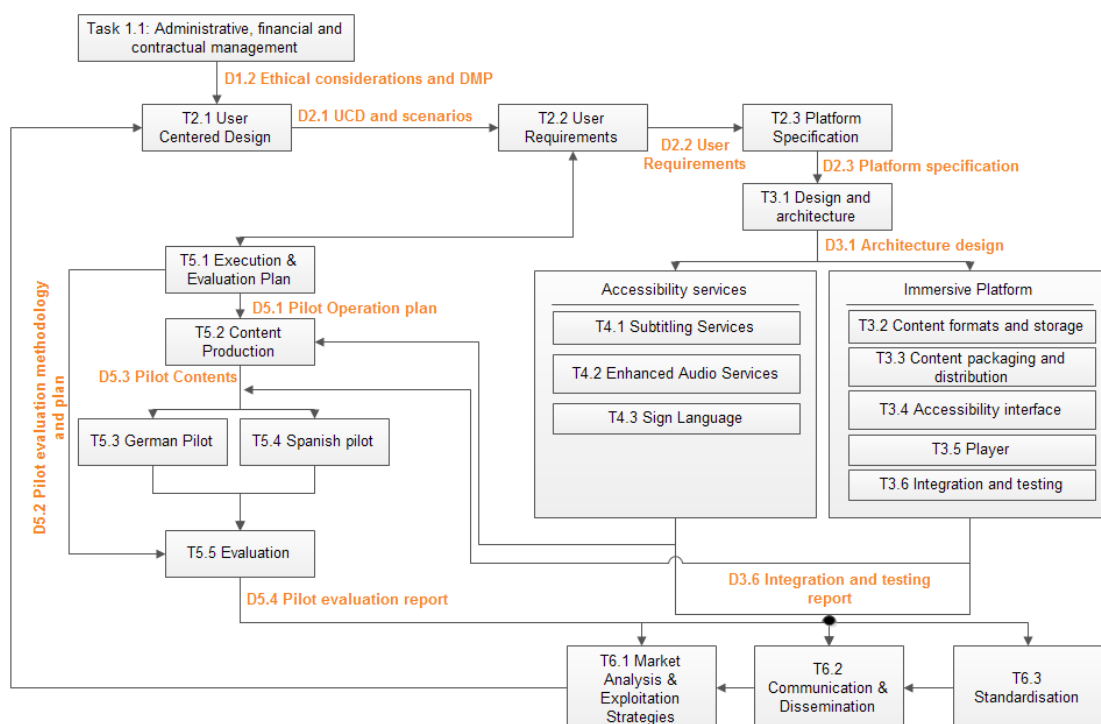 Task 1.1: Administrative, financial and
contractual management
D1.2 Ethical considerations and DMP
T2.1 User
Centered Design
D2.1 UCD and scenarios
T2.2 User
Requirements
D2.2 User
Requirements
T2.3 Platform
Specification
D2.3 Platform specification
T3.1 Design and
architecture
D3.1 Architecture design
T5.1 Execution &
Evaluation Plan
D5.1 Pilot Operation plan
T5.2 Content
Production
D5.3 Pilot Contents
T5.3 German Pilot
T5.4 Spanish pilot
D5.2 Pilot evaluation methodology
and plan
T5.5 Evaluation
D5.4 Pilot evaluation report
Accessibility services
T4.1 Subtitling Services
T4.2 Enhanced Audio Services
T4.3 Sign Language
Immersive Platform
T3.2 Content formats and storage
T3.3 Content packaging and
distribution
T3.4 Accessibility interface
T3.5 Player
T3.6 Integration and testing
D3.6 Integration and testing
report
T6.1 Market
Analysis &
Exploitation
Strategies
T6.2
Communication &
Dissemination
T6.3
Standardisation